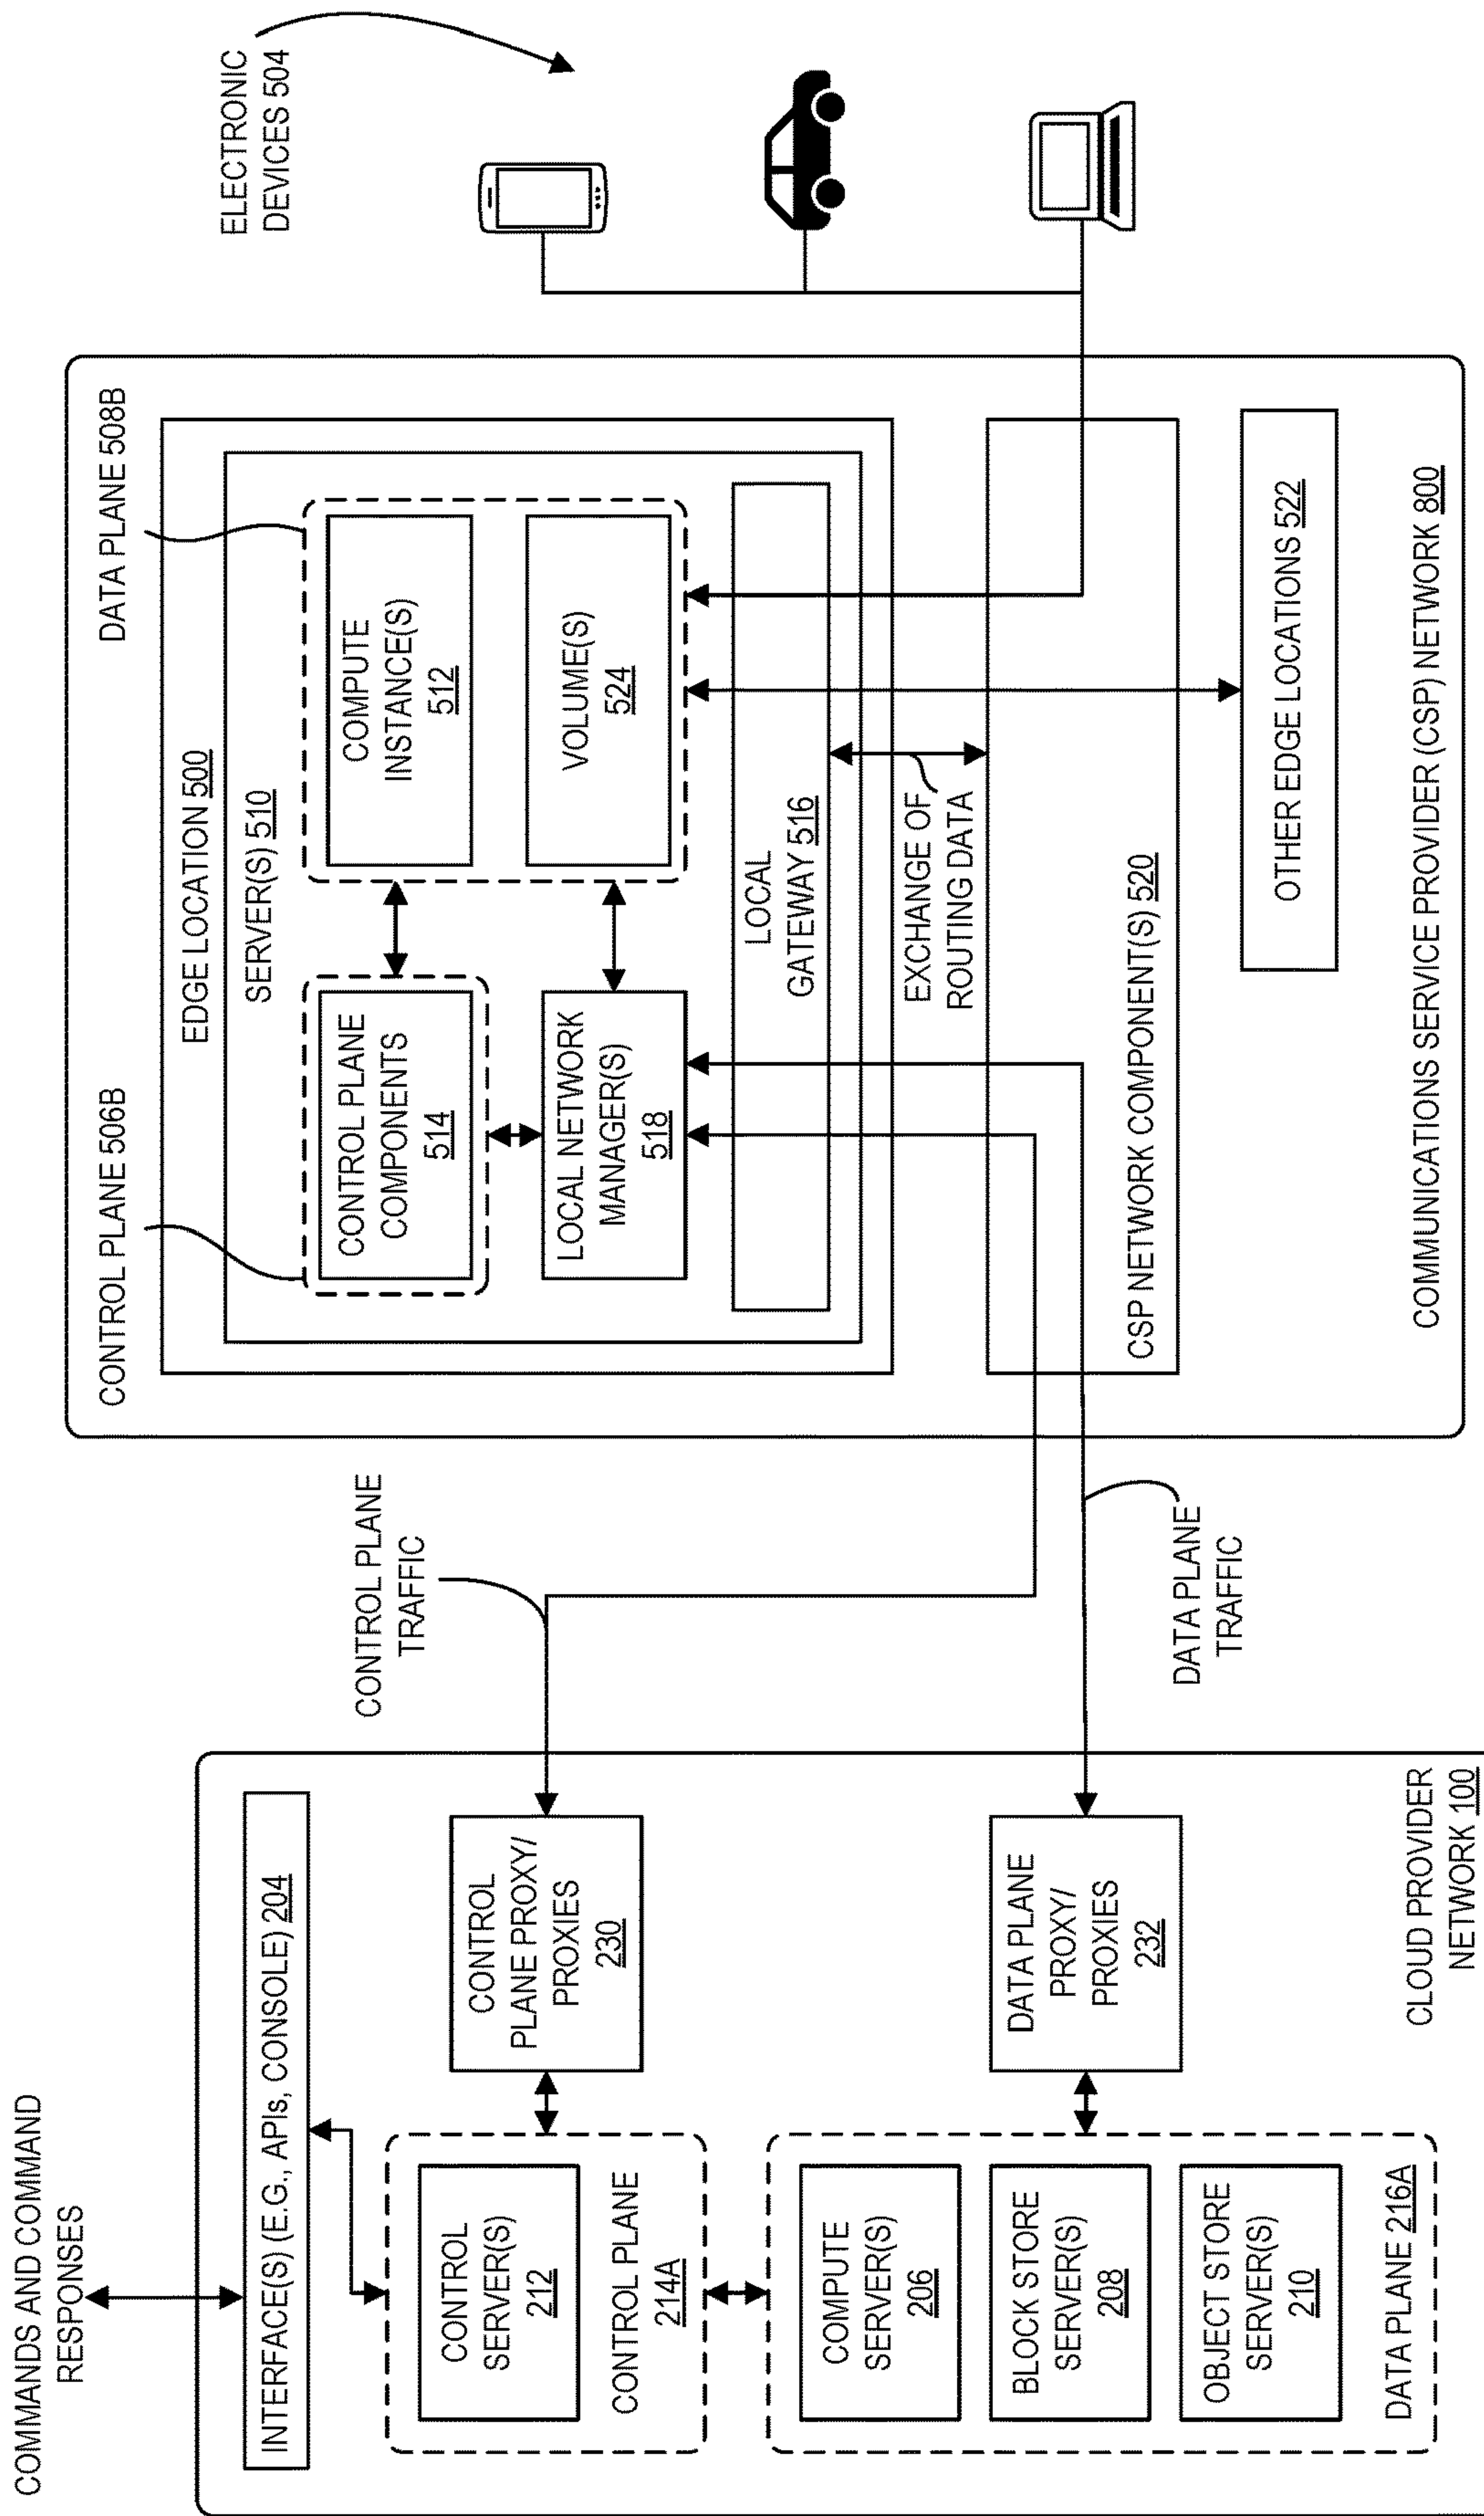 COMMANDS AND COMMAND
RESPONSES
INTERFACE(S) (E.G., APIs, CONSOLE) 204
CONTROL
SERVER(S)
212
CONTROL PLANE
214A
COMPUTE
SERVER(S)
206
BLOCK STORE
SERVER(S)
208
OBJECT STORE
SERVER(S)
210
DATA PLANE 216A
CONTROL
PLANE PROXY/
PROXIES
230
DATA PLANE
PROXY/
PROXIES
232
CLOUD PROVIDER
NETWORK 100
CONTROL PLANE
TRAFFIC
DATA PLANE
TRAFFIC
CONTROL PLANE 506B
DATA PLANE 508B
EDGE LOCATION 500
SERVER(S) 510
CONTROL PLANE
COMPONENTS
514
COMPUTE
INSTANCE(S)
512
LOCAL NETWORK
MANAGER(S)
518
VOLUME(S)
524
LOCAL
GATEWAY 516
EXCHANGE OF
ROUTING DATA
CSP NETWORK COMPONENT(S) 520
OTHER EDGE LOCATIONS 522
COMMUNICATIONS SERVICE PROVIDER (CSP) NETWORK 800
ELECTRONIC
DEVICES 504